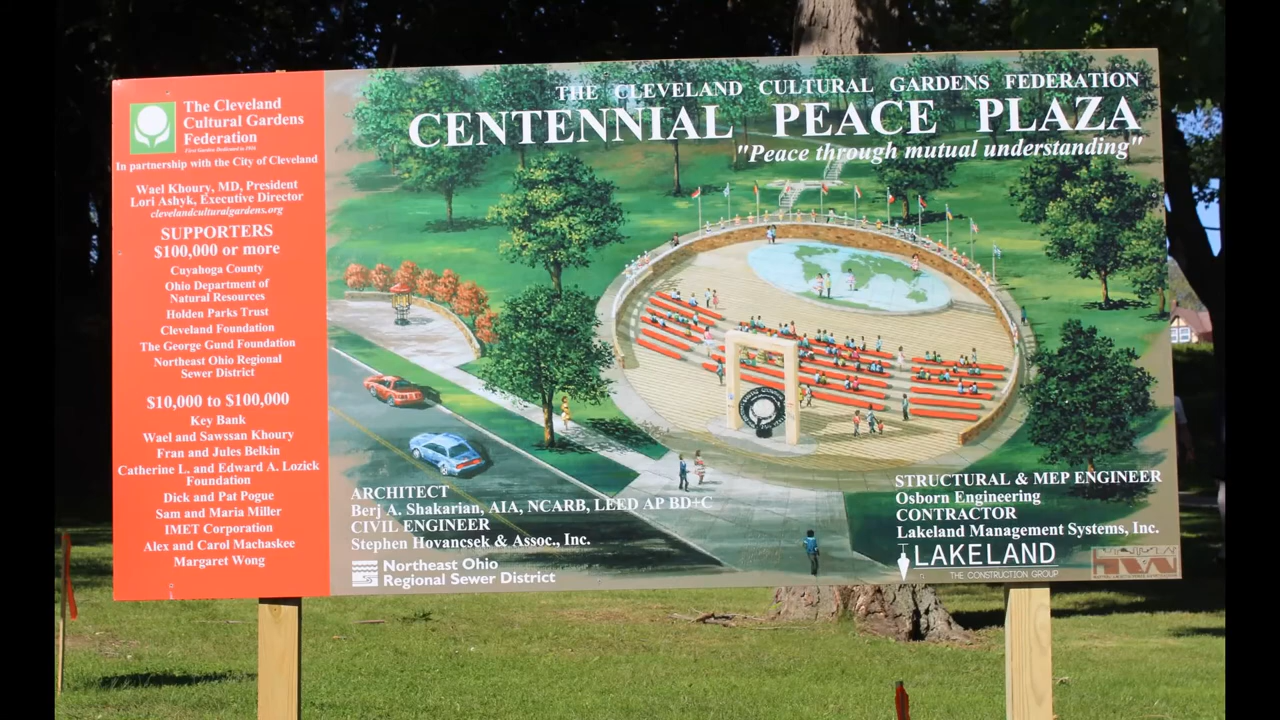 The Cleveland
Cultural Gardens
Federation
First Garden Dedicated in 1916
In partnership with the City of Cleveland
Wael Khoury, MD, President
Lori Ashyk, Executive Director
clevelandculturalgardens.org
SUPPORTERS
$100,000 or more
Cuyahoga County
Ohio Department of
Natural Resources
Holden Parks Trust
Cleveland Foundation
The George Gund Foundation
Northeast Ohio Regional
Sewer District
$10,000 to $100,000
Key Bank
Wael and Sawssan Khoury
Fran and Jules Belkin
Catherine L. and Edward A. Lozick
Foundation
Dick and Pat Pogue
Sam and Maria Miller
IMET Corporation
Alex and Carol Machaskee
Margaret Wong
THE CLEVELAND CULTURAL GARDENS FEDERATION
CENTENNIAL PEACE PLAZA
"Peace through mutual understanding"
ARCHITECT
Berj A. Shakarian, AIA, NCARB, LEED AP BD+C
CIVIL ENGINEER
Stephen Hovancsek & Assoc., Inc.
Northeast Ohio
Regional Sewer District
STRUCTURAL & MEP ENGINEER
Osborn Engineering
CONTRACTOR
Lakeland Management Systems, Inc.
LAKELAND
THE CONSTRUCTION GROUP